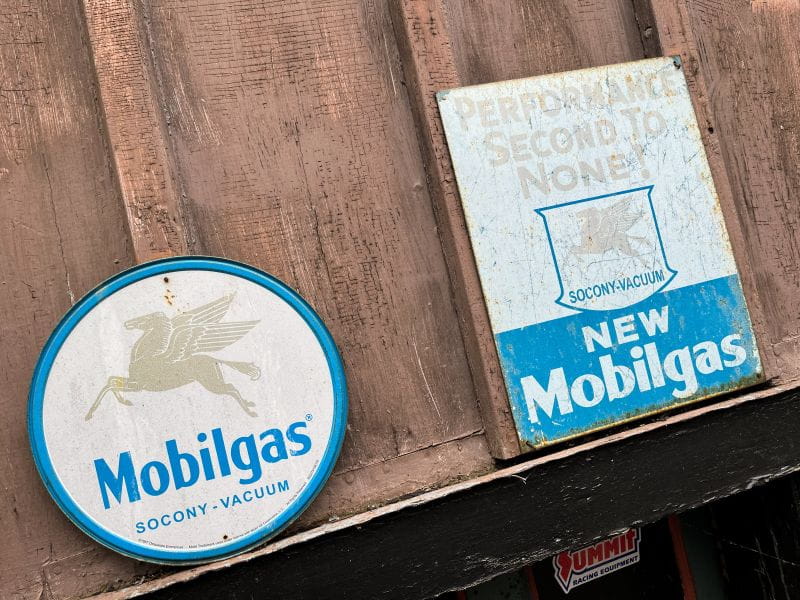 Mobilgas®
SOCONY-VACUUM
PERFORMANCE
SECOND TO
NONE!
SOCONY-VACUUM
NEW
Mobilgas
SUMMIT
RACING EQUIPMENT